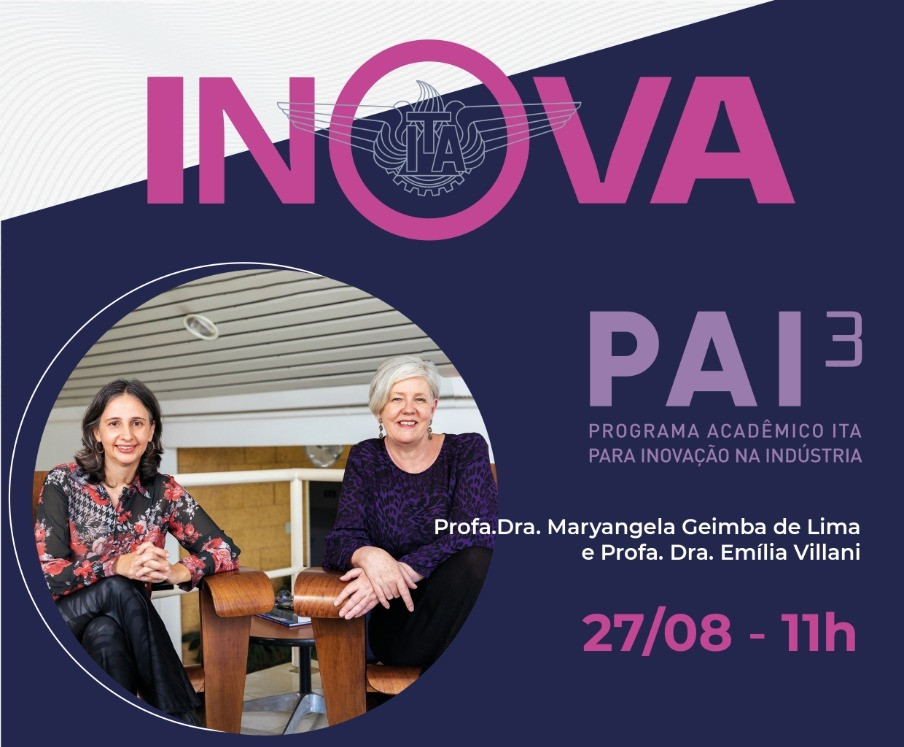 INOVA
ITA
PAI³
PROGRAMA ACADÊMICO ITA
PARA INOVAÇÃO NA INDÚSTRIA
Profa.Dra. Maryangela Geimba de Lima
e Profa. Dra. Emília Villani
27/08 - 11h